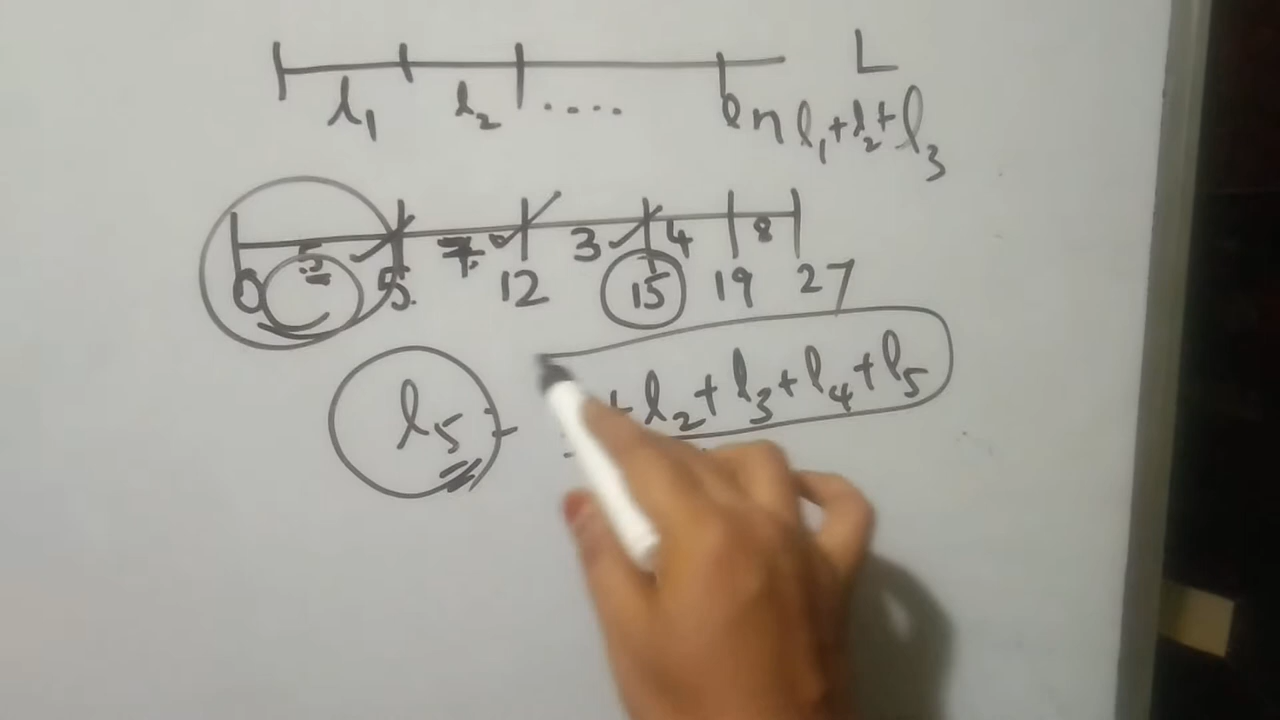 L
l₁ l₂ .... ln l₁+l₂+l₃
5 7 3 4 8
0 5 12 15 19 27
l₅ - + l₂+l₃+l₄+l₅